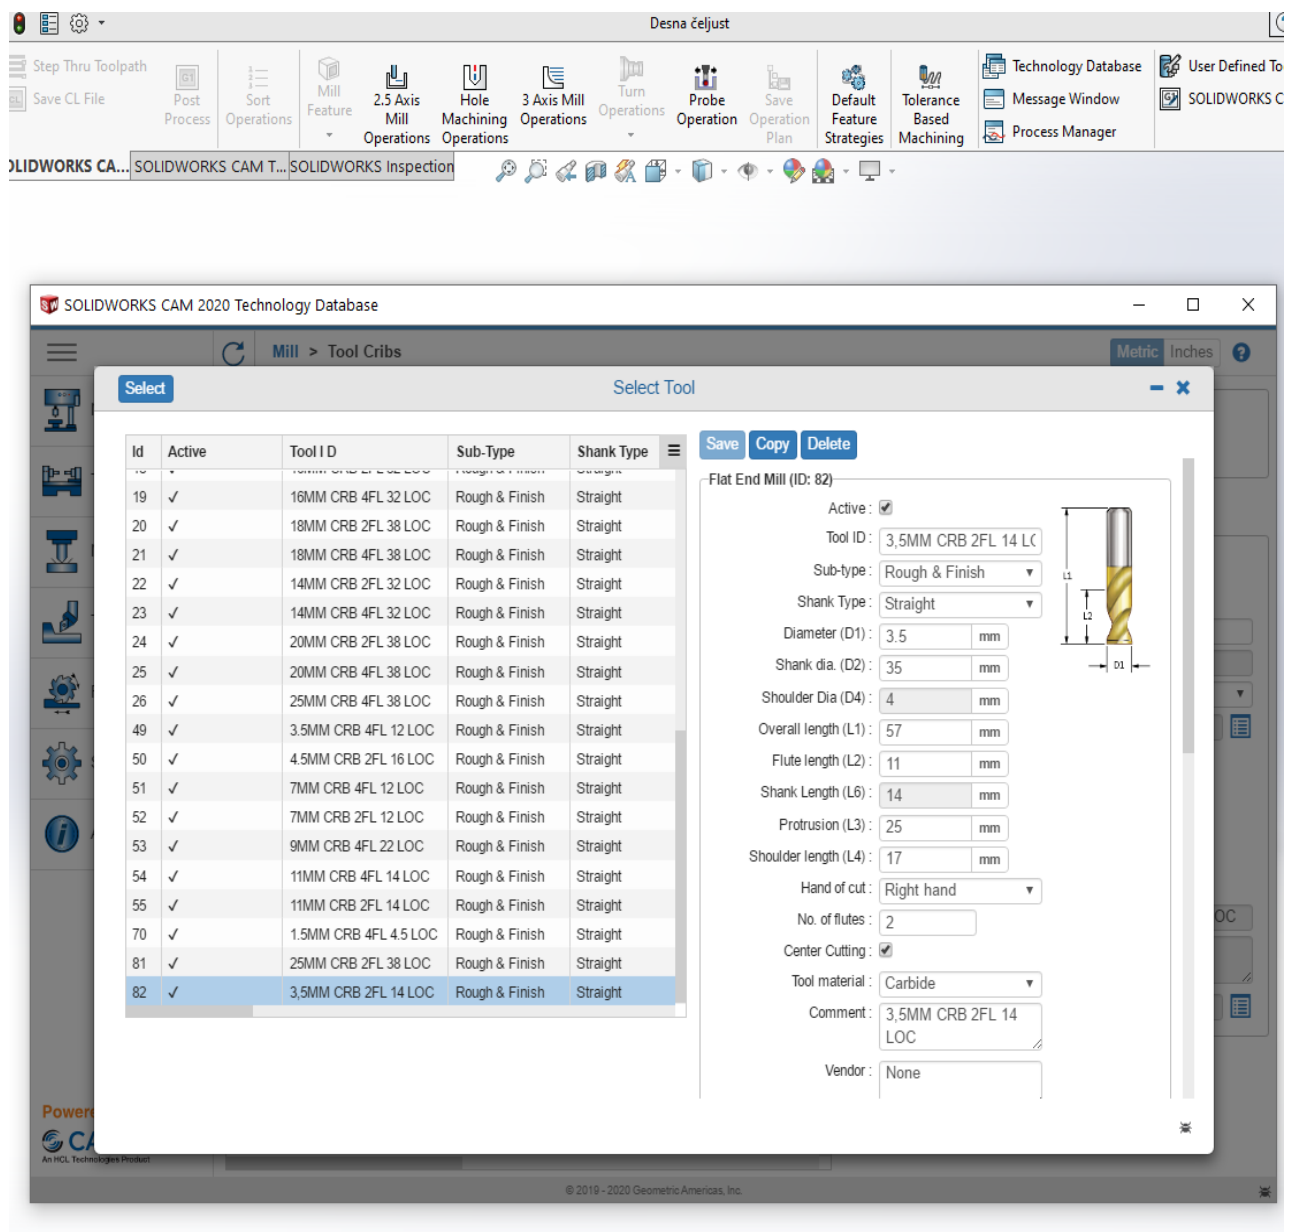 Desna čeljust
Step Thru Toolpath
Save CL File
Post Process
Sort Operations
Mill Feature
2.5 Axis Mill Operations
Hole Machining Operations
3 Axis Mill Operations
Turn Operations
Probe Operation
Save Operation Plan
Default Feature Strategies
Tolerance Based Machining
Technology Database
Message Window
Process Manager
User Defined To
SOLIDWORKS C
OLIDWORKS CA... SOLIDWORKS CAM T... SOLIDWORKS Inspection
SOLIDWORKS CAM 2020 Technology Database
Mill > Tool Cribs Metric Inches
Select Select Tool
Id Active Tool I D Sub-Type Shank Type
19 16MM CRB 4FL 32 LOC Rough & Finish Straight
20 18MM CRB 2FL 38 LOC Rough & Finish Straight
21 18MM CRB 4FL 38 LOC Rough & Finish Straight
22 14MM CRB 2FL 32 LOC Rough & Finish Straight
23 14MM CRB 4FL 32 LOC Rough & Finish Straight
24 20MM CRB 2FL 38 LOC Rough & Finish Straight
25 20MM CRB 4FL 38 LOC Rough & Finish Straight
26 25MM CRB 4FL 38 LOC Rough & Finish Straight
49 3.5MM CRB 4FL 12 LOC Rough & Finish Straight
50 4.5MM CRB 2FL 16 LOC Rough & Finish Straight
51 7MM CRB 4FL 12 LOC Rough & Finish Straight
52 7MM CRB 2FL 12 LOC Rough & Finish Straight
53 9MM CRB 4FL 22 LOC Rough & Finish Straight
54 11MM CRB 4FL 14 LOC Rough & Finish Straight
55 11MM CRB 2FL 14 LOC Rough & Finish Straight
70 1.5MM CRB 4FL 4.5 LOC Rough & Finish Straight
81 25MM CRB 2FL 38 LOC Rough & Finish Straight
82 3,5MM CRB 2FL 14 LOC Rough & Finish Straight
Save Copy Delete
Flat End Mill (ID: 82)
Active :
Tool ID : 3,5MM CRB 2FL 14 L
Sub-type : Rough & Finish
Shank Type : Straight
Diameter (D1) : 3.5 mm
Shank dia. (D2) : 35 mm
Shoulder Dia (D4) : 4 mm
Overall length (L1) : 57 mm
Flute length (L2) : 11 mm
Shank Length (L6) : 14 mm
Protrusion (L3) : 25 mm
Shoulder length (L4) : 17 mm
Hand of cut : Right hand
No. of flutes : 2
Center Cutting :
Tool material : Carbide
Comment : 3,5MM CRB 2FL 14
LOC
Vendor : None
L1
L2
D1
OC
Powere
CA
An HCL Technologies Product
© 2019 - 2020 Geometric Americas, Inc.